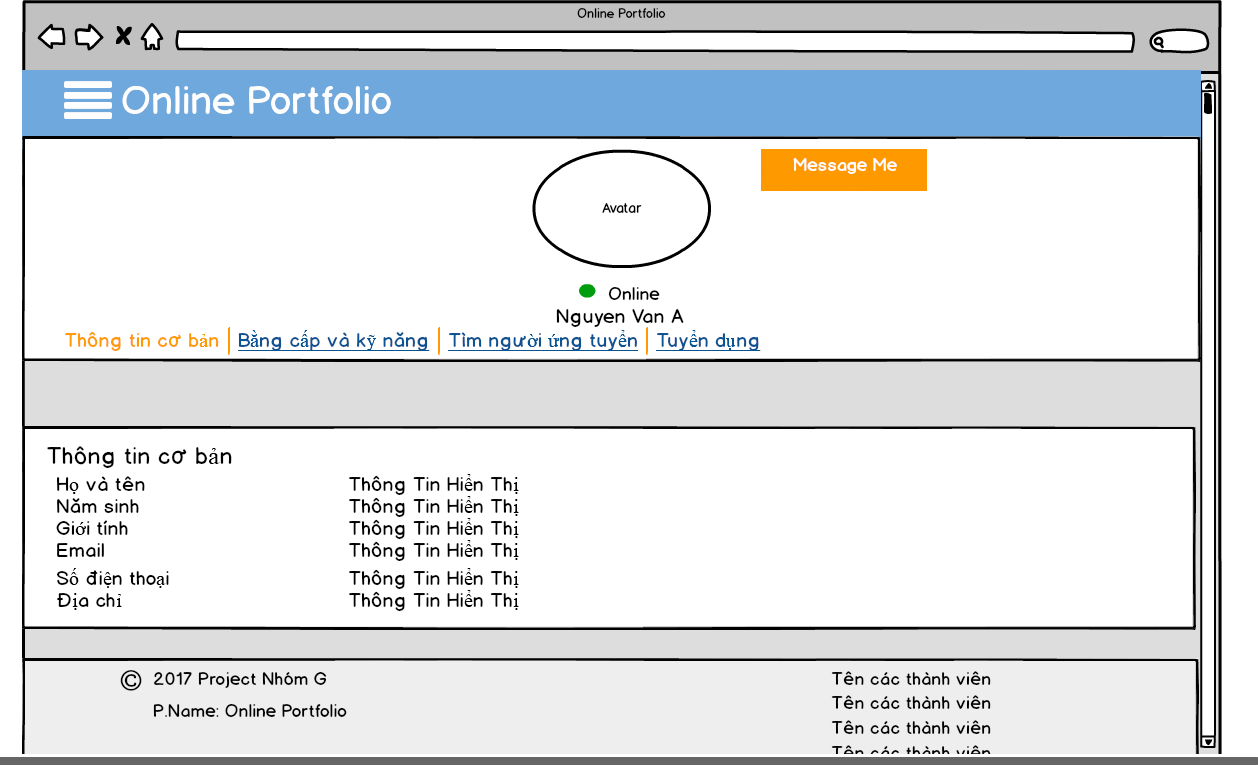 Online Portfolio
Online Portfolio
Message Me
Avatar
Online
Nguyen Van A
Thông tin cơ bản Bằng cấp và kỹ năng Tìm người ứng tuyển Tuyển dụng
Thông tin cơ bản
Họ và tên Thông Tin Hiển Thị
Năm sinh Thông Tin Hiển Thị
Giới tính Thông Tin Hiển Thị
Email Thông Tin Hiển Thị
Số điện thoại Thông Tin Hiển Thị
Địa chỉ Thông Tin Hiển Thị
© 2017 Project Nhóm G Tên các thành viên
Tên các thành viên
P.Name: Online Portfolio
Tên các thành viên
Tên các thành viên